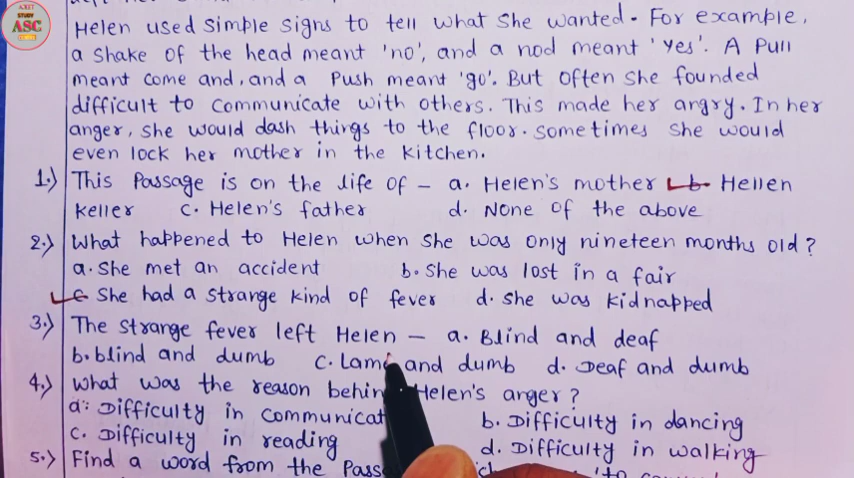 AXIT
STUDY
ASC
Helen used simple signs to tell what she wanted. For example,
a shake of the head meant 'no', and a nod meant 'yes'. A Pull
meant come and, and a Push meant 'go'. But often she founded
difficult to communicate with others. This made her angry. In her
anger, she would dash things to the floor. sometimes she would
even lock her mother in the kitchen.
1.) This Passage is on the life of - a. Helen's mother b. Hellen
Keller c. Helen's father d. None of the above
2.) What happened to Helen when she was only nineteen months old?
a. She met an accident b. She was lost in a fair
c She had a strange kind of fever d. she was kidnapped
3.) The strange fever left Helen - a. Blind and deaf
b. blind and dumb c. Lame and dumb d. Deaf and dumb
4.) what was the reason behin Helen's anger?
a. Difficulty in communicat b. Difficulty in dancing
c. Difficulty in reading d. Difficulty in walking
5.) Find a word from the Pass